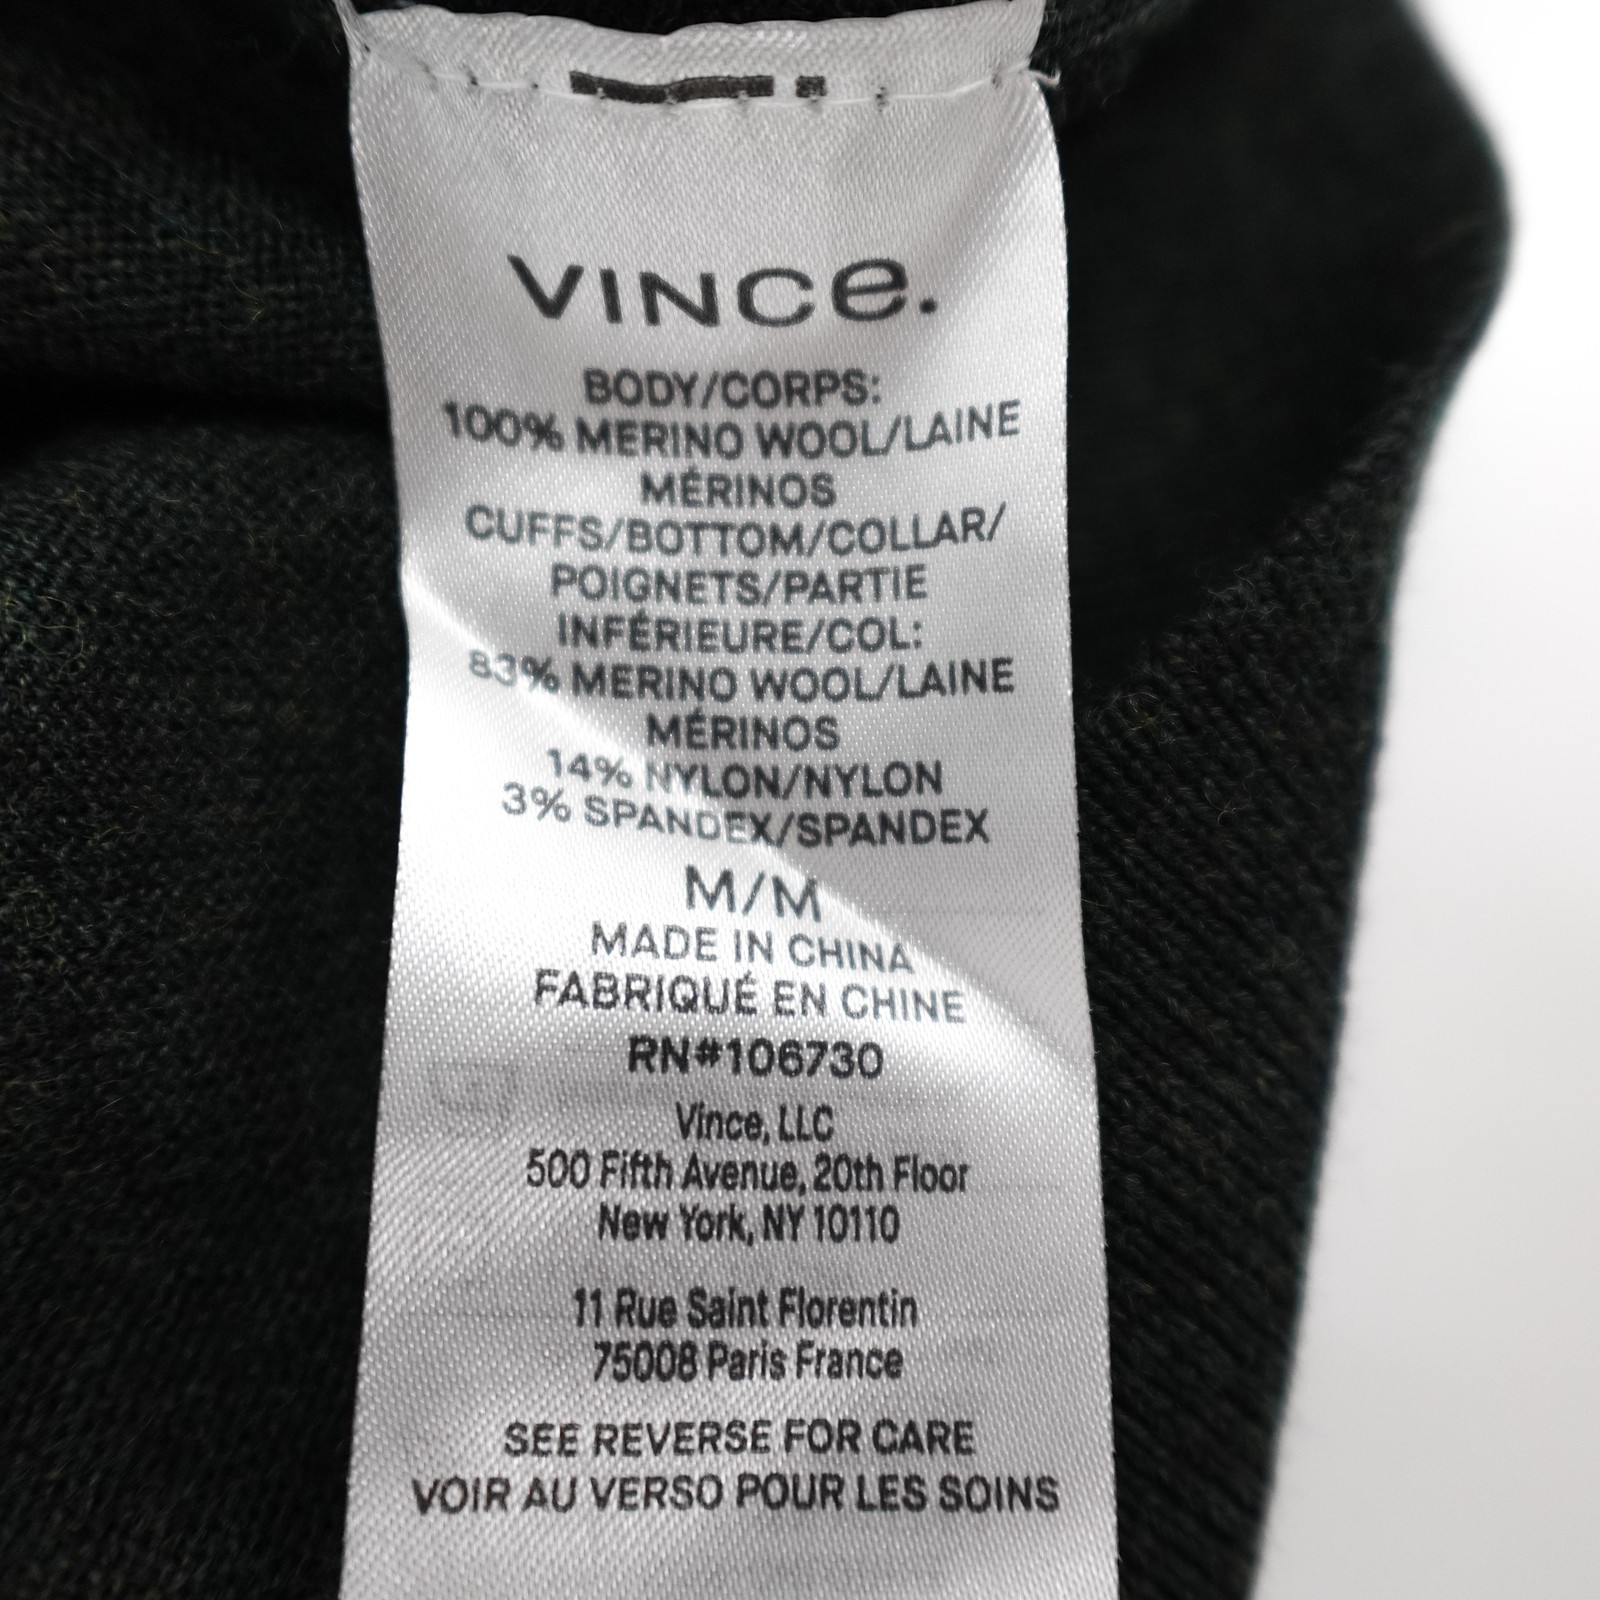 VINCe.
BODY/CORPS:
100% MERINO WOOL/LAINE
MÉRINOS
CUFFS/BOTTOM/COLLAR/
POIGNETS/PARTIE
INFÉRIEURE/COL:
83% MERINO WOOL/LAINE
MÉRINOS
14% NYLON/NYLON
3% SPANDEX/SPANDEX
M/M
MADE IN CHINA
FABRIQUÉ EN CHINE
RN#106730
Vince, LLC
500 Fifth Avenue, 20th Floor
New York, NY 10110
11 Rue Saint Florentin
75008 Paris France
SEE REVERSE FOR CARE
VOIR AU VERSO POUR LES SOINS